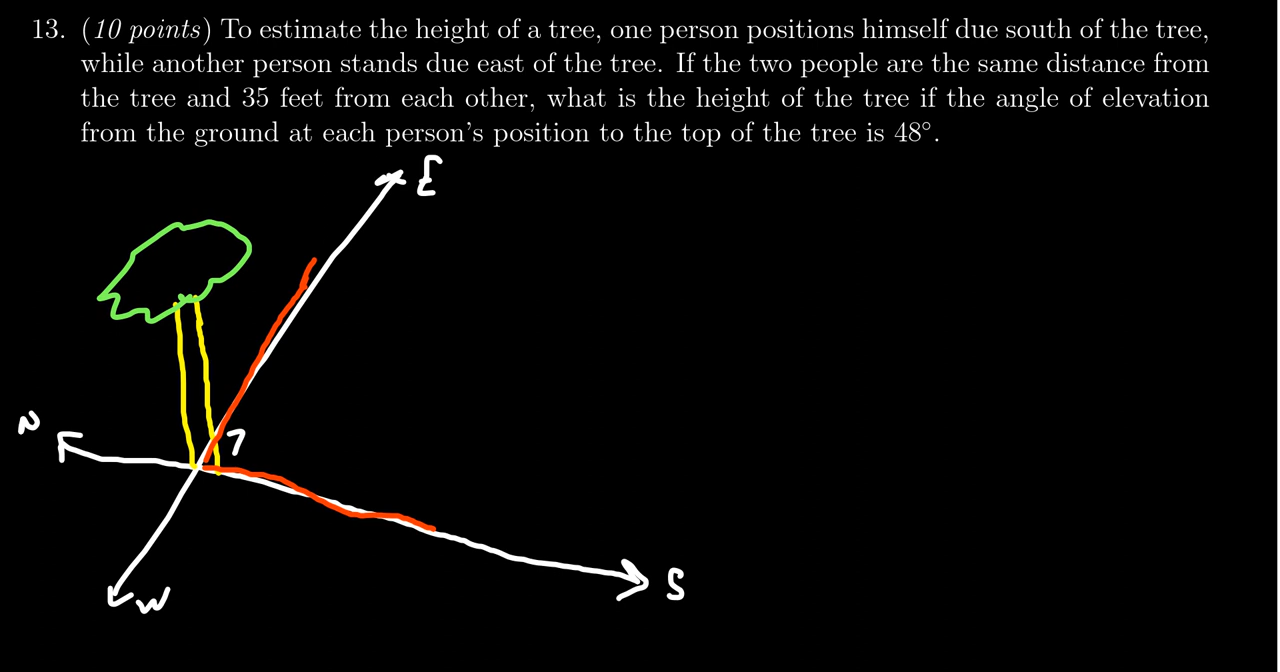 13. (10 points) To estimate the height of a tree, one person positions himself due south of the tree,
while another person stands due east of the tree. If the two people are the same distance from
the tree and 35 feet from each other, what is the height of the tree if the angle of elevation
from the ground at each person's position to the top of the tree is 48°.
E
N
W
S